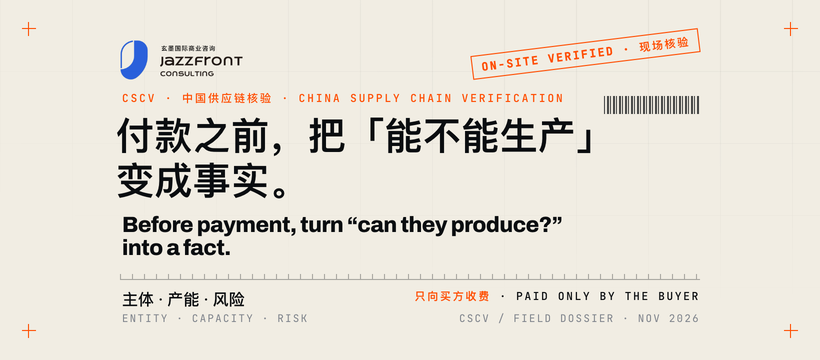 玄墨国际商业咨询
JAZZFRONT
CONSULTING
ON-SITE VERIFIED · 现场核验
CSCV · 中国供应链核验 · CHINA SUPPLY CHAIN VERIFICATION
付款之前，把「能不能生产」
变成事实。
Before payment, turn “can they produce?”
into a fact.
主体 · 产能 · 风险
只向买方收费 · PAID ONLY BY THE BUYER
ENTITY · CAPACITY · RISK
CSCV / FIELD DOSSIER · NOV 2026